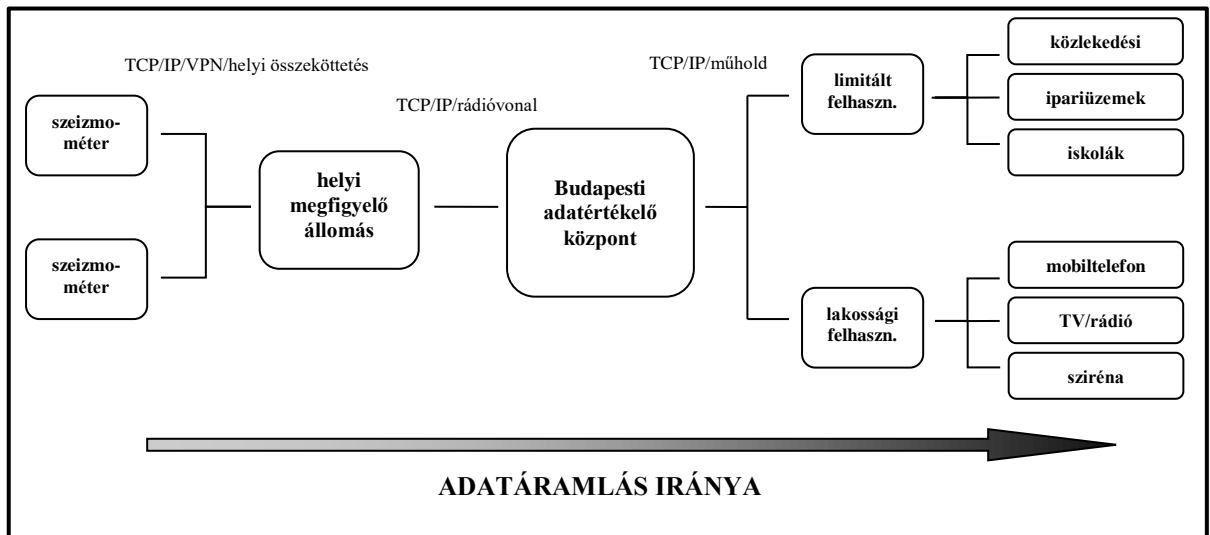 TCP/IP/VPN/helyi összeköttetés
TCP/IP/rádióvonal
TCP/IP/műhold
szeizmo-
méter
szeizmo-
méter
helyi
megfigyelő
állomás
Budapesti
adatértékelő
központ
limitált
felhaszn.
közlekedési
ipariüzemek
iskolák
lakossági
felhaszn.
mobiltelefon
TV/rádió
sziréna
ADATÁRAMLÁS IRÁNYA